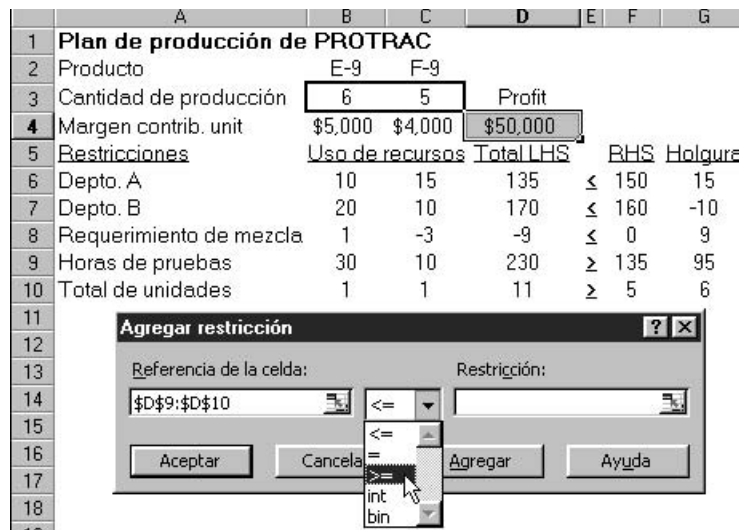 A B C D E F G
1 Plan de producción de PROTRAC
2 Producto E-9 F-9
3 Cantidad de producción 6 5 Profit
4 Margen contrib. unit $5,000 $4,000 $50,000
5 Restricciones Uso de recursos Total LHS RHS Holgura
6 Depto. A 10 15 135 ≤ 150 15
7 Depto. B 20 10 170 ≤ 160 -10
8 Requerimiento de mezcla 1 -3 -9 ≤ 0 9
9 Horas de pruebas 30 10 230 ≥ 135 95
10 Total de unidades 1 1 11 ≥ 5 6
11
Agregar restricción ? X
12
13 Referencia de la celda: Restricción:
14 $D$9:$D$10 <=
15 <=
16 Aceptar Cancela = Agregar Ayuda
17 >=
int
18 bin